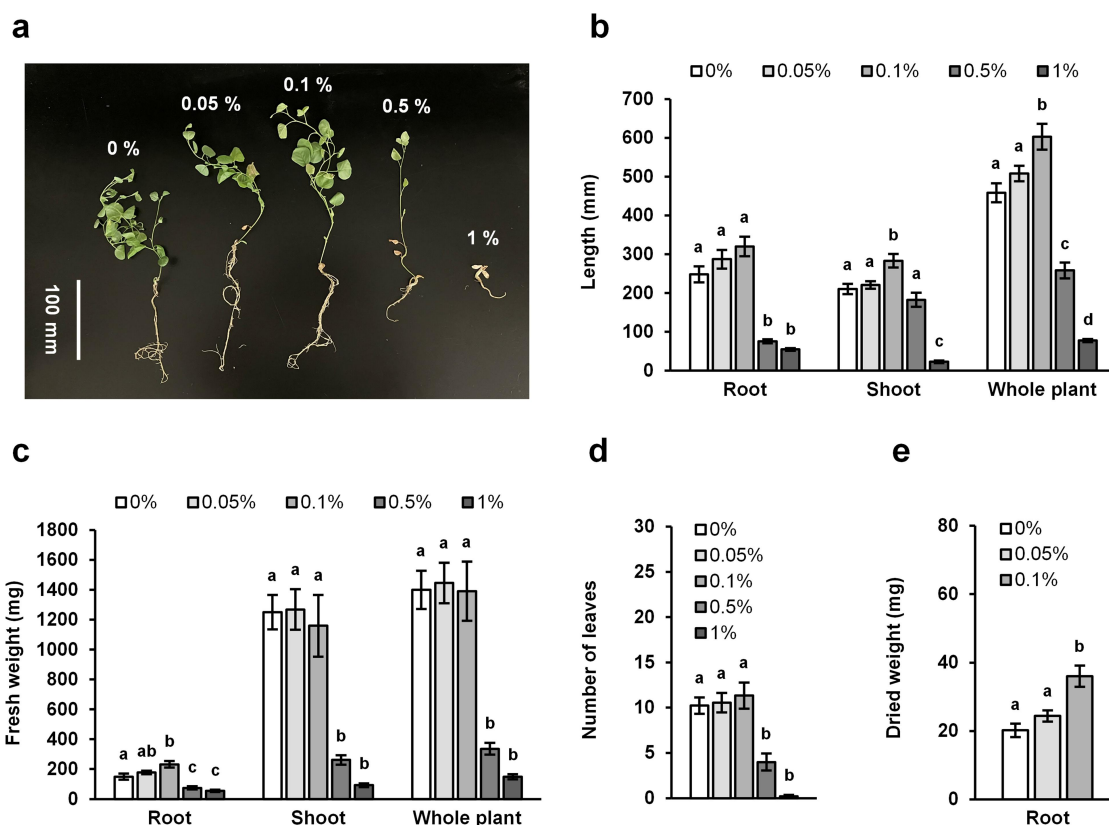 a
0 %
0.05 %
0.1 %
0.5 %
1 %
100 mm
b
0% 0.05% 0.1% 0.5% 1%
Length (mm)
700
600
500
400
300
200
100
0
a a a b b
a a b a c
a a b c d
Root Shoot Whole plant
c
0% 0.05% 0.1% 0.5% 1%
Fresh weight (mg)
1800
1600
1400
1200
1000
800
600
400
200
0
a ab b c c
a a a b b
a a a b b
Root Shoot Whole plant
d
Number of leaves
30
25
20
15
10
5
0
0%
0.05%
0.1%
0.5%
1%
a a a b b
e
Dried weight (mg)
80
60
40
20
0
0%
0.05%
0.1%
a a b
Root